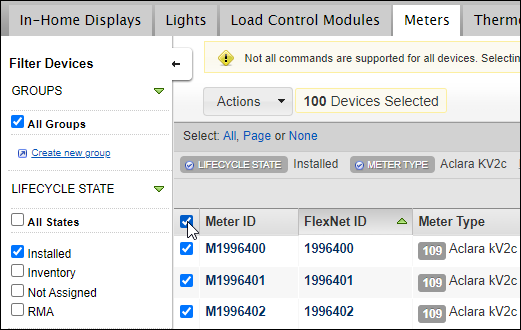 In-Home Displays Lights Load Control Modules Meters Thermo
Filter Devices
GROUPS
All Groups
Create new group
LIFECYCLE STATE
All States
Installed
Inventory
Not Assigned
RMA
Not all commands are supported for all devices. Selectin
Actions 100 Devices Selected
Select: All, Page or None
LIFECYCLE STATE Installed METER TYPE Aclara KV2c
Meter ID FlexNet ID Meter Type
M1996400 1996400 109 Aclara kV2c
M1996401 1996401 109 Aclara kV2c
M1996402 1996402 109 Aclara kV2c